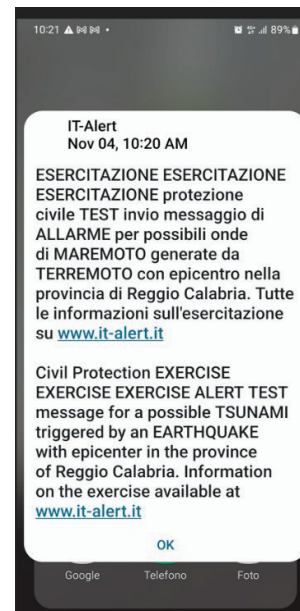 10:21
89%
IT-Alert
Nov 04, 10:20 AM
ESERCITAZIONE ESERCITAZIONE
ESERCITAZIONE protezione
civile TEST invio messaggio di
ALLARME per possibili onde
di MAREMOTO generate da
TERREMOTO con epicentro nella
provincia di Reggio Calabria. Tutte
le informazioni sull'esercitazione
su www.it-alert.it
Civil Protection EXERCISE
EXERCISE EXERCISE ALERT TEST
message for a possible TSUNAMI
triggered by an EARTHQUAKE
with epicenter in the province
of Reggio Calabria. Information
on the exercise available at
www.it-alert.it
OK
Google Telefono Foto